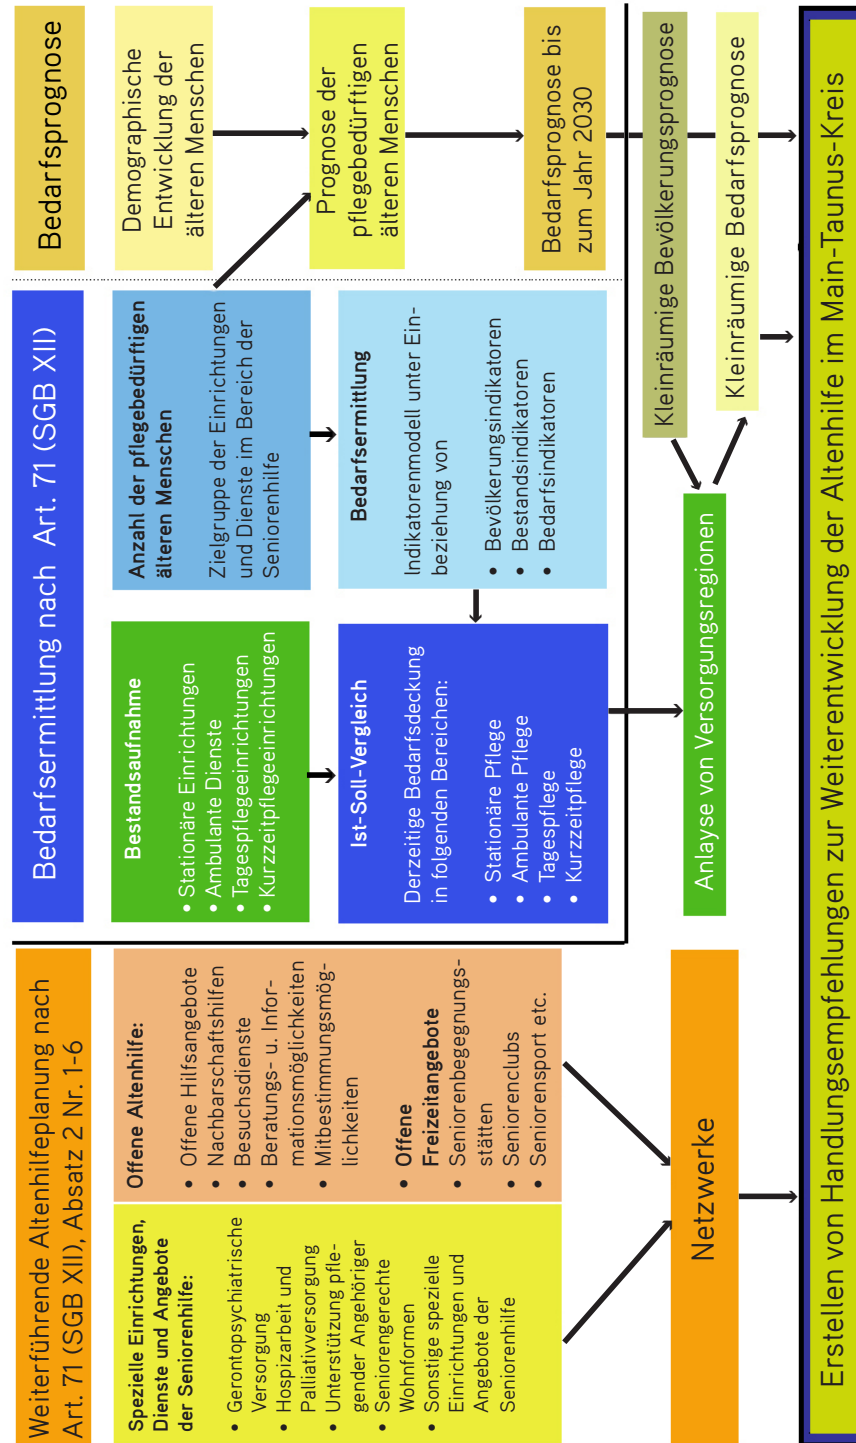 Weiterführende Altenhilfeplanung nach
Art. 71 (SGB XII), Absatz 2 Nr. 1-6
Spezielle Einrichtungen,
Dienste und Angebote
der Seniorenhilfe:
• Gerontopsychiatrische
Versorgung
• Hospizarbeit und
Palliativversorgung
• Unterstützung pfle-
gender Angehöriger
• Seniorengerechte
Wohnformen
• Sonstige spezielle
Einrichtungen und
Angebote der
Seniorenhilfe
Offene Altenhilfe:
• Offene Hilfsangebote
• Nachbarschaftshilfen
• Besuchsdienste
• Beratungs- u. Infor-
mationsmöglichkeiten
• Mitbestimmungsmög-
lichkeiten
• Offene
Freizeitangebote
• Seniorenbegegnungs-
stätten
• Seniorenclubs
• Seniorensport etc.
Netzwerke
Bedarfsermittlung nach Art. 71 (SGB XII)
Bestandsaufnahme
• Stationäre Einrichtungen
• Ambulante Dienste
• Tagespflegeeinrichtungen
• Kurzzeitpflegeeinrichtungen
Anzahl der pflegebedürftigen
älteren Menschen
Zielgruppe der Einrichtungen
und Dienste im Bereich der
Seniorenhilfe
Ist-Soll-Vergleich
Derzeitige Bedarfsdeckung
in folgenden Bereichen:
• Stationäre Pflege
• Ambulante Pflege
• Tagespflege
• Kurzzeitpflege
Bedarfsermittlung
Indikatorenmodell unter Ein-
beziehung von
• Bevölkerungsindikatoren
• Bestandsindikatoren
• Bedarfsindikatoren
Bedarfsprognose
Demographische
Entwicklung der
älteren Menschen
Prognose der
pflegebedürftigen
älteren Menschen
Bedarfsprognose bis
zum Jahr 2030
Anlayse von Versorgungsregionen
Kleinräumige Bevölkerungsprognose
Kleinräumige Bedarfsprognose
Erstellen von Handlungsempfehlungen zur Weiterentwicklung der Altenhilfe im Main-Taunus-Kreis